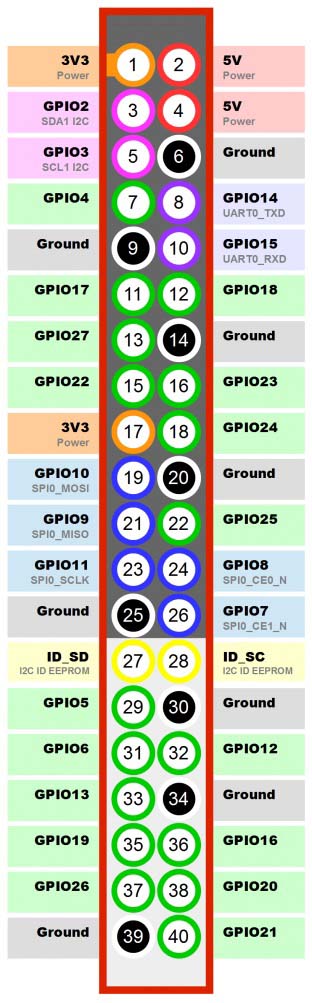 3V3 1 2 5V
Power Power
GPIO2 3 4 5V
SDA1 I2C Power
GPIO3 5 6 Ground
SCL1 I2C
GPIO4 7 8 GPIO14
UART0_TXD
Ground 9 10 GPIO15
UART0_RXD
GPIO17 11 12 GPIO18
GPIO27 13 14 Ground
GPIO22 15 16 GPIO23
3V3 17 18 GPIO24
Power
GPIO10 19 20 Ground
SPI0_MOSI
GPIO9 21 22 GPIO25
SPI0_MISO
GPIO11 23 24 GPIO8
SPI0_SCLK SPI0_CE0_N
Ground 25 26 GPIO7
SPI0_CE1_N
ID_SD 27 28 ID_SC
I2C ID EEPROM I2C ID EEPROM
GPIO5 29 30 Ground
GPIO6 31 32 GPIO12
GPIO13 33 34 Ground
GPIO19 35 36 GPIO16
GPIO26 37 38 GPIO20
Ground 39 40 GPIO21